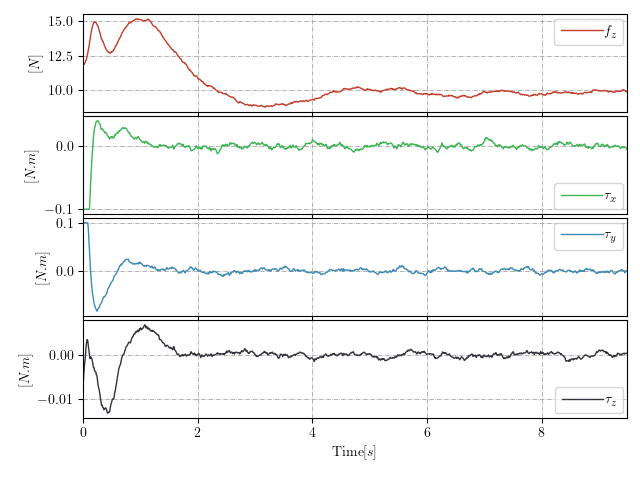 15.0
12.5
10.0
[N]
f_z
0.0
−0.1
[N.m]
τ_x
0.1
0.0
[N.m]
τ_y
0.00
−0.01
[N.m]
τ_z
0 2 4 6 8
Time[s]